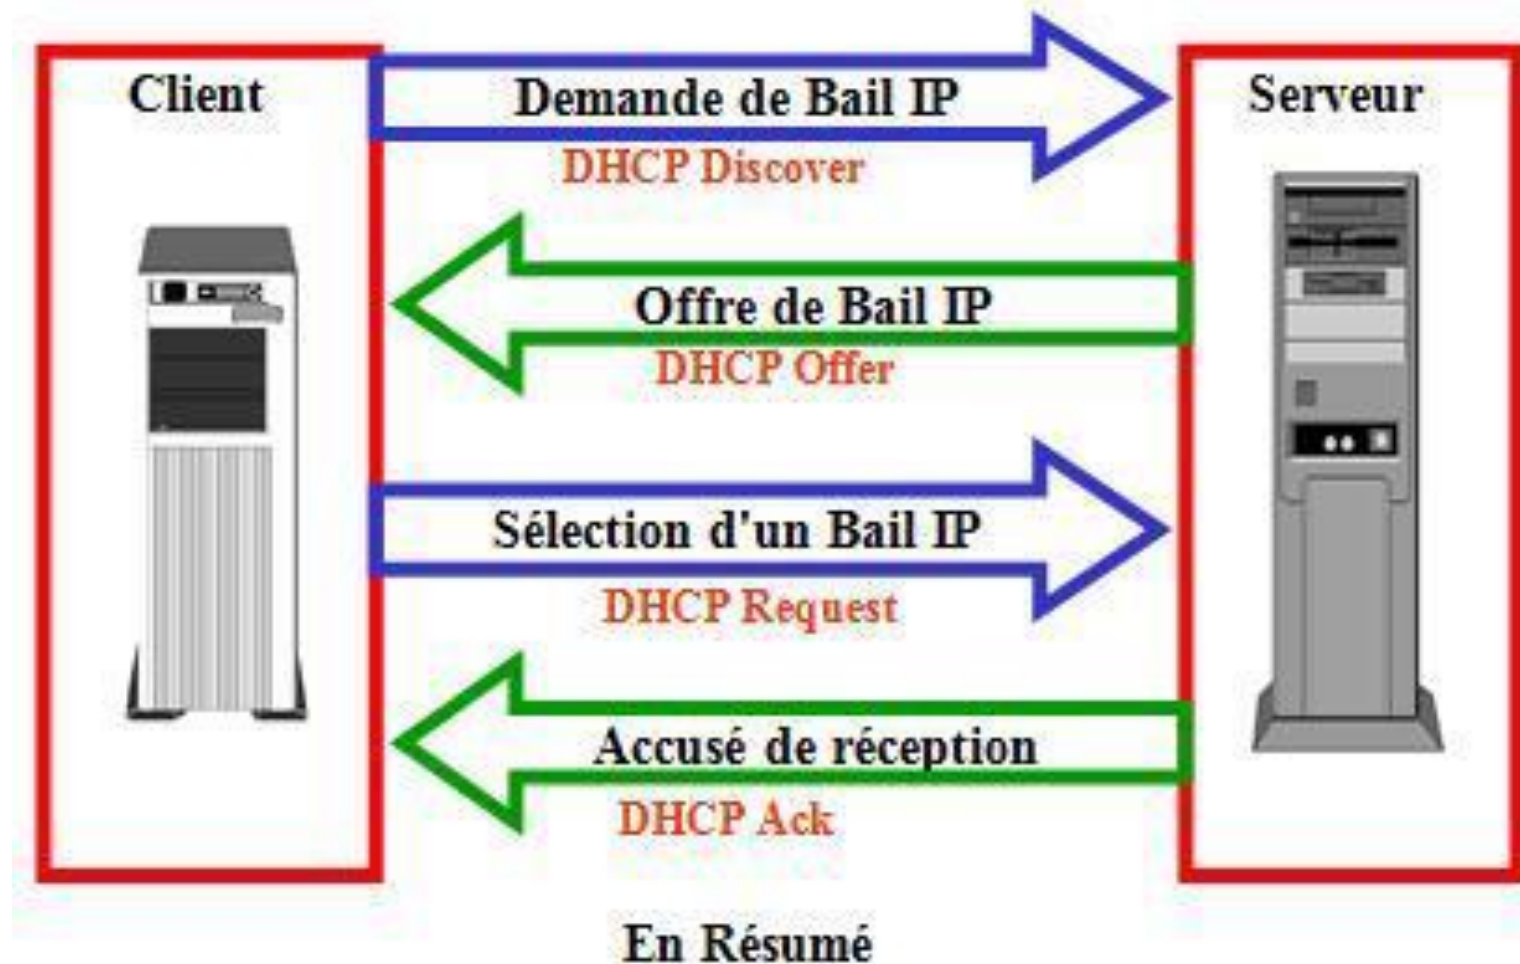 Client
Serveur
Demande de Bail IP
DHCP Discover
Offre de Bail IP
DHCP Offer
Sélection d'un Bail IP
DHCP Request
Accusé de réception
DHCP Ack
En Résumé